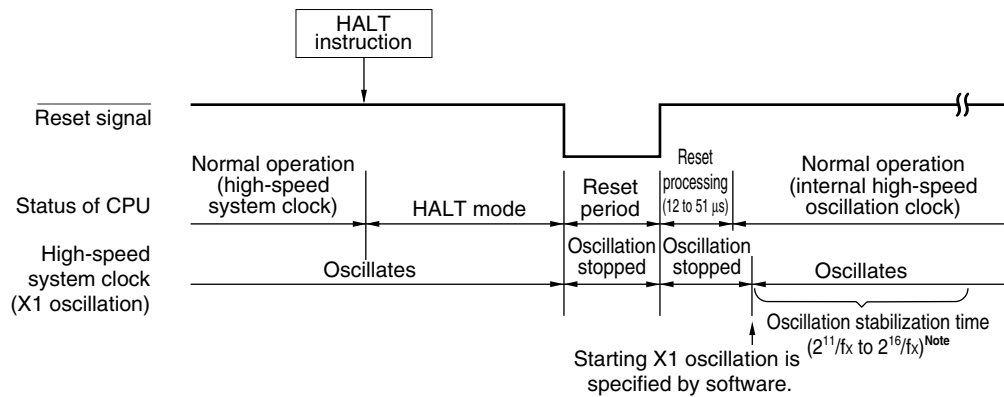 HALT
instruction
Reset signal
Normal operation
(high-speed
system clock)
Status of CPU
HALT mode
Reset
period
Reset
processing
(12 to 51 μs)
Normal operation
(internal high-speed
oscillation clock)
High-speed
system clock
(X1 oscillation)
Oscillates
Oscillation
stopped
Oscillation
stopped
Oscillates
Oscillation stabilization time
(2¹¹/fx to 2¹⁶/fx)Note
Starting X1 oscillation is
specified by software.